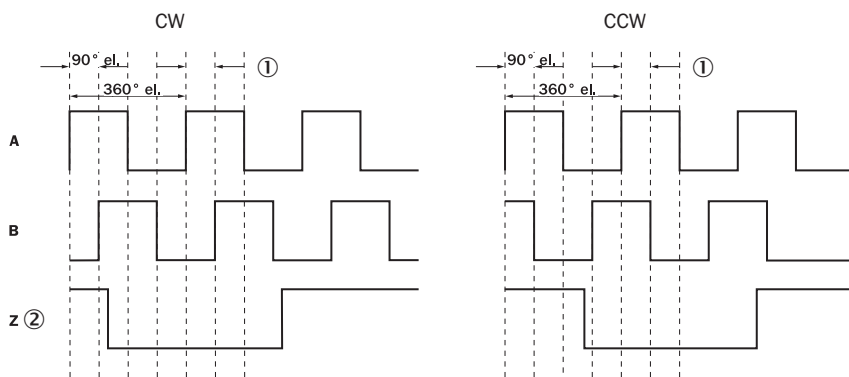 CW CCW
90° el. ① 90° el. ①
360° el. 360° el.
A
B
Z ②